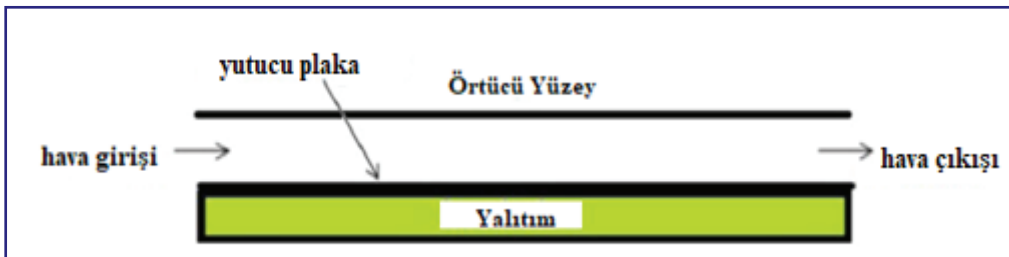 yutucu plaka
Örtücü Yüzey
hava girişi
hava çıkışı
Yalıtım